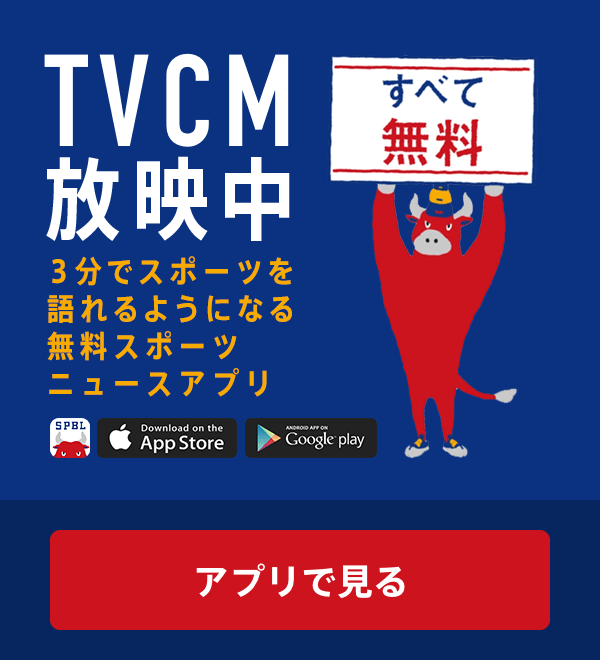 TVCM
放映中
すべて
無料
３分でスポーツを
語れるようになる
無料スポーツ
ニュースアプリ
SPBL
Download on the
App Store
ANDROID APP ON
Google play
アプリで見る